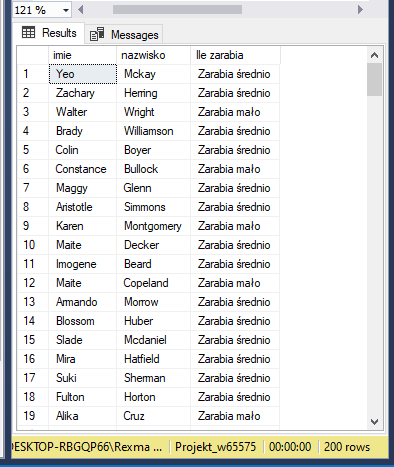 121 %
Results Messages
imie nazwisko Ile zarabia
1 Yeo Mckay Zarabia średnio
2 Zachary Herring Zarabia średnio
3 Walter Wright Zarabia mało
4 Brady Williamson Zarabia średnio
5 Colin Boyer Zarabia średnio
6 Constance Bullock Zarabia mało
7 Maggy Glenn Zarabia średnio
8 Aristotle Simmons Zarabia średnio
9 Karen Montgomery Zarabia mało
10 Maite Decker Zarabia średnio
11 Imogene Beard Zarabia średnio
12 Maite Copeland Zarabia mało
13 Armando Morrow Zarabia średnio
14 Blossom Huber Zarabia średnio
15 Slade Mcdaniel Zarabia średnio
16 Mira Hatfield Zarabia średnio
17 Suki Sherman Zarabia średnio
18 Fulton Horton Zarabia średnio
19 Alika Cruz Zarabia mało
DESKTOP-RBGQP66\Rexma ... Projekt_w65575 00:00:00 200 rows